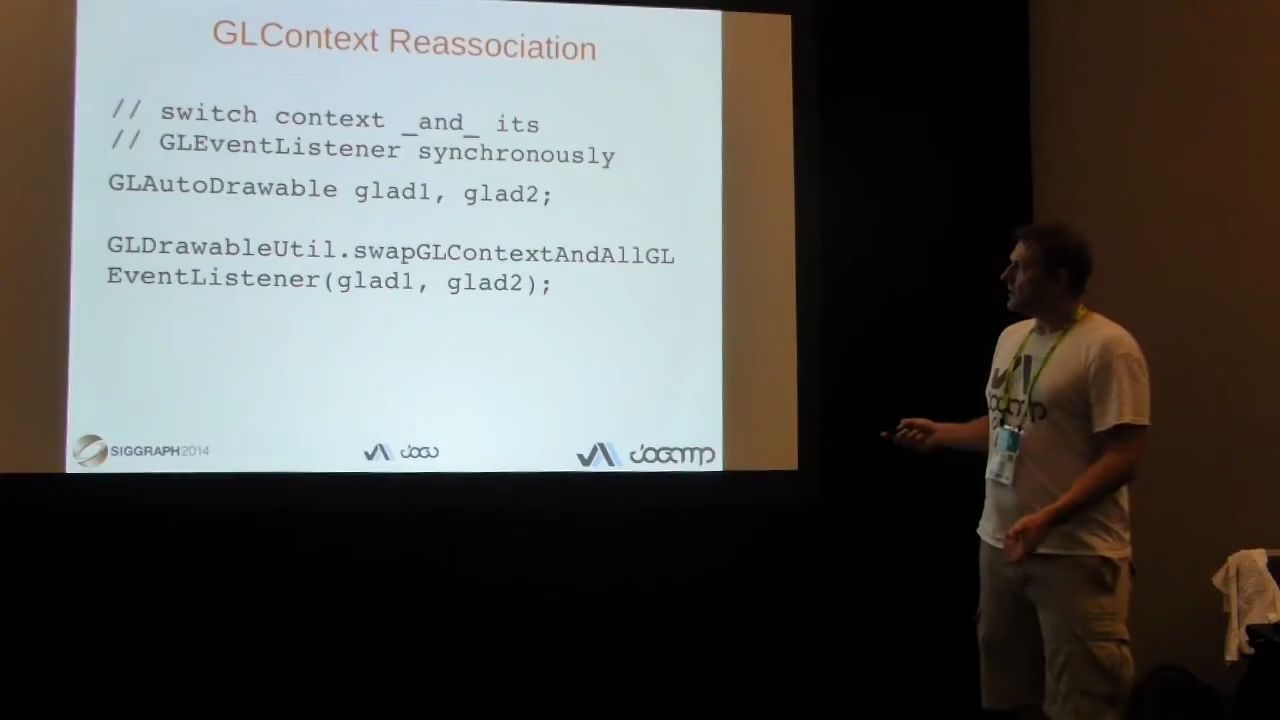 GLContext Reassociation
// switch context _and_ its
// GLEventListener synchronously
GLAutoDrawable glad1, glad2;
GLDrawableUtil.swapGLContextAndAllGL
EventListener(glad1, glad2);
SIGGRAPH2014
JOGL
JOGAMP